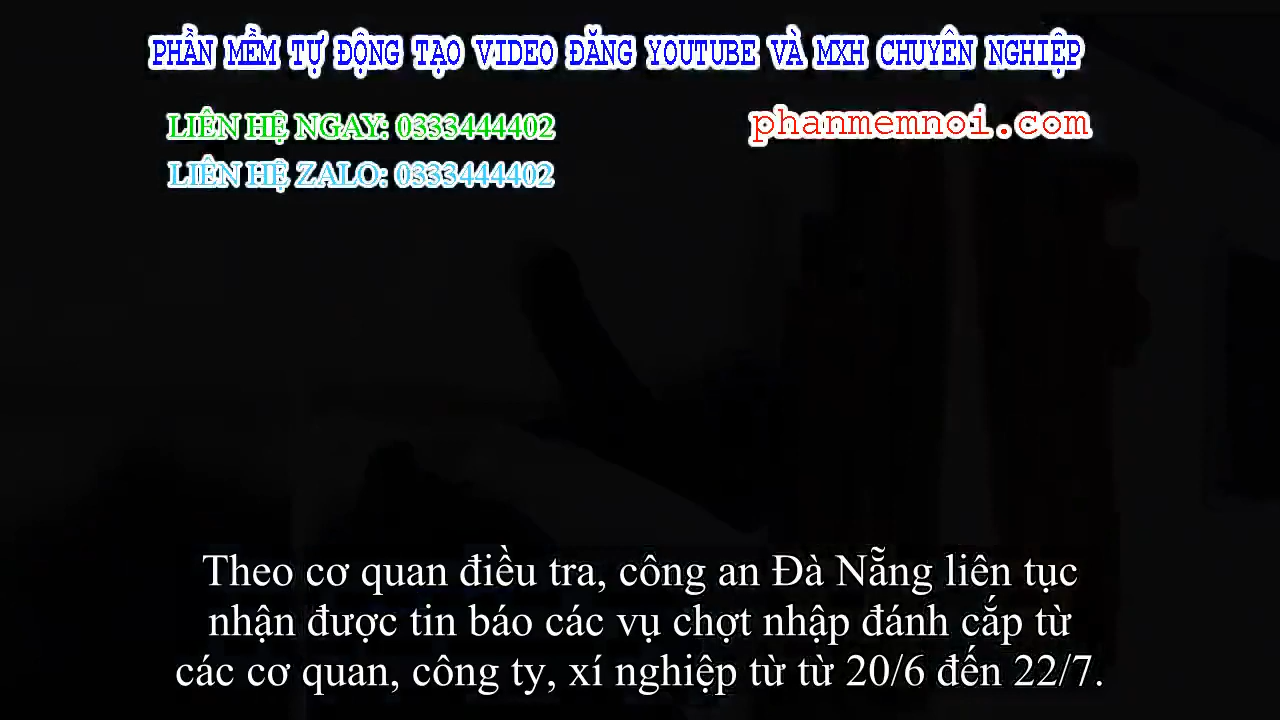 PHẦN MỀM TỰ ĐỘNG TẠO VIDEO ĐĂNG YOUTUBE VÀ MXH CHUYÊN NGHIỆP
LIÊN HỆ NGAY: 0333444402
phanmemnoi.com
LIÊN HỆ ZALO: 0333444402
Theo cơ quan điều tra, công an Đà Nẵng liên tục
nhận được tin báo các vụ chợt nhập đánh cắp từ
các cơ quan, công ty, xí nghiệp từ từ 20/6 đến 22/7.